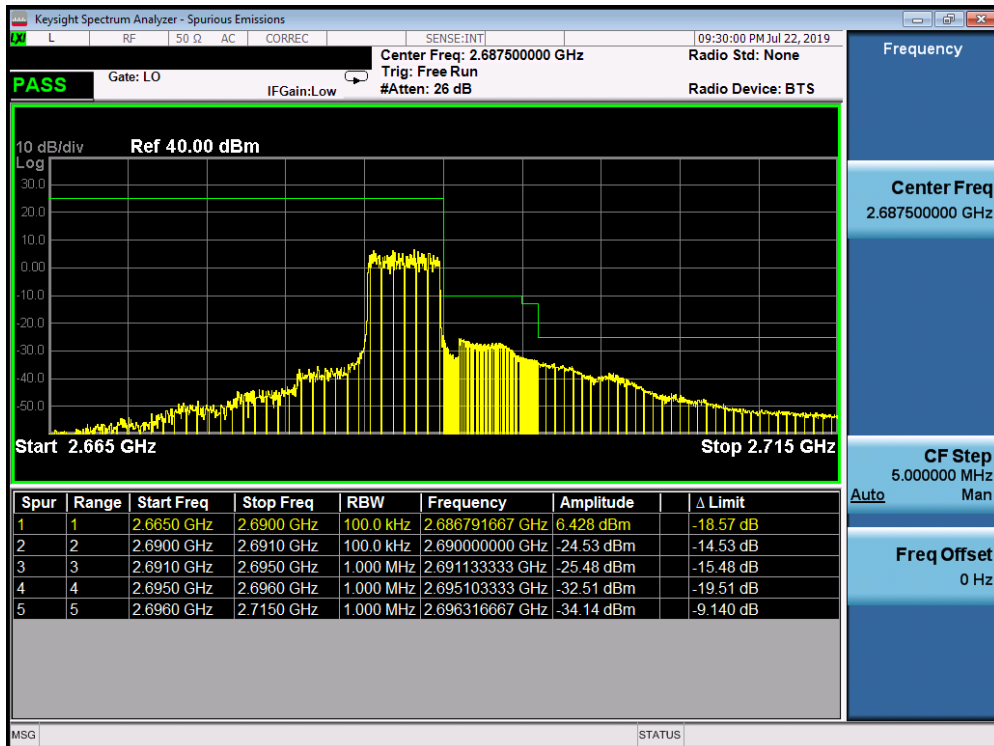 Keysight Spectrum Analyzer - Spurious Emissions
LXI L RF 50 Ω AC CORREC SENSE:INT 09:30:00 PM Jul 22, 2019
Center Freq: 2.687500000 GHz Radio Std: None
Gate: LO Trig: Free Run
PASS IFGain:Low #Atten: 26 dB Radio Device: BTS
10 dB/div Ref 40.00 dBm
Log
30.0
20.0
10.0
0.00
-10.0
-20.0
-30.0
-40.0
-50.0
Start 2.665 GHz Stop 2.715 GHz
Spur Range Start Freq Stop Freq RBW Frequency Amplitude Δ Limit
1 1 2.6650 GHz 2.6900 GHz 100.0 kHz 2.686791667 GHz 6.428 dBm -18.57 dB
2 2 2.6900 GHz 2.6910 GHz 100.0 kHz 2.690000000 GHz -24.53 dBm -14.53 dB
3 3 2.6910 GHz 2.6950 GHz 1.000 MHz 2.691133333 GHz -25.48 dBm -15.48 dB
4 4 2.6950 GHz 2.6960 GHz 1.000 MHz 2.695103333 GHz -32.51 dBm -19.51 dB
5 5 2.6960 GHz 2.7150 GHz 1.000 MHz 2.696316667 GHz -34.14 dBm -9.140 dB
Frequency
Center Freq
2.687500000 GHz
CF Step
5.000000 MHz
Auto Man
Freq Offset
0 Hz
MSG STATUS